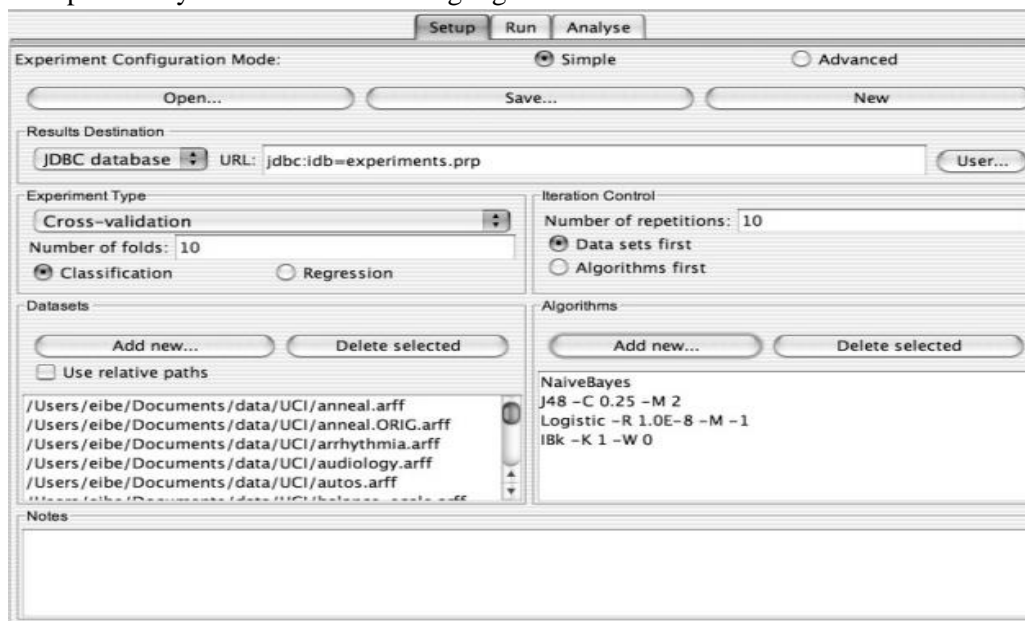 Setup Run Analyse
Experiment Configuration Mode: Simple Advanced
Open... Save... New
Results Destination
JDBC database URL: jdbc:idb=experiments.prp User...
Experiment Type
Cross-validation
Number of folds: 10
Classification Regression
Iteration Control
Number of repetitions: 10
Data sets first
Algorithms first
Datasets
Add new... Delete selected
Use relative paths
/Users/eibe/Documents/data/UCI/anneal.arff
/Users/eibe/Documents/data/UCI/anneal.ORIG.arff
/Users/eibe/Documents/data/UCI/arrhythmia.arff
/Users/eibe/Documents/data/UCI/audiology.arff
/Users/eibe/Documents/data/UCI/autos.arff
Algorithms
Add new... Delete selected
NaiveBayes
J48 -C 0.25 -M 2
Logistic -R 1.0E-8 -M -1
IBk -K 1 -W 0
Notes